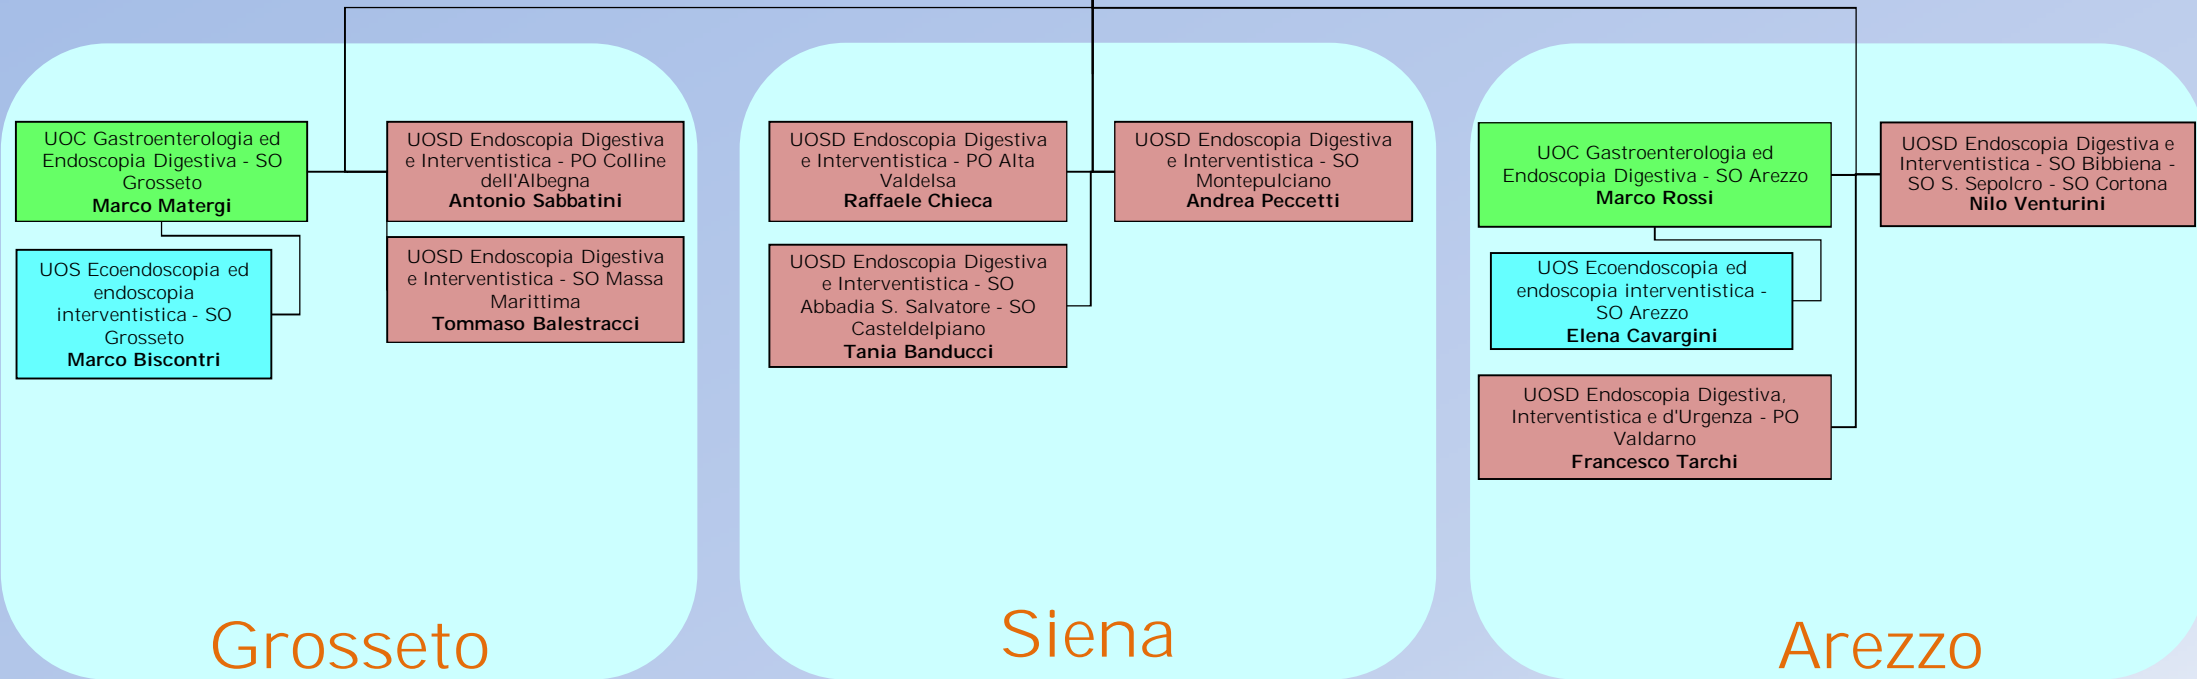 UOC Gastroenterologia ed
Endoscopia Digestiva - SO
Grosseto
Marco Matergi
UOSD Endoscopia Digestiva
e Interventistica - PO Colline
dell'Albegna
Antonio Sabbatini
UOS Ecoendoscopia ed
endoscopia
interventistica - SO
Grosseto
Marco Biscontri
UOSD Endoscopia Digestiva
e Interventistica - SO Massa
Marittima
Tommaso Balestracci
Grosseto
UOSD Endoscopia Digestiva
e Interventistica - PO Alta
Valdelsa
Raffaele Chieca
UOSD Endoscopia Digestiva
e Interventistica - SO
Montepulciano
Andrea Peccetti
UOSD Endoscopia Digestiva
e Interventistica - SO
Abbadia S. Salvatore - SO
Casteldelpiano
Tania Banducci
Siena
UOC Gastroenterologia ed
Endoscopia Digestiva - SO Arezzo
Marco Rossi
UOSD Endoscopia Digestiva e
Interventistica - SO Bibbiena -
SO S. Sepolcro - SO Cortona
Nilo Venturini
UOS Ecoendoscopia ed
endoscopia interventistica -
SO Arezzo
Elena Cavargini
UOSD Endoscopia Digestiva,
Interventistica e d'Urgenza - PO
Valdarno
Francesco Tarchi
Arezzo